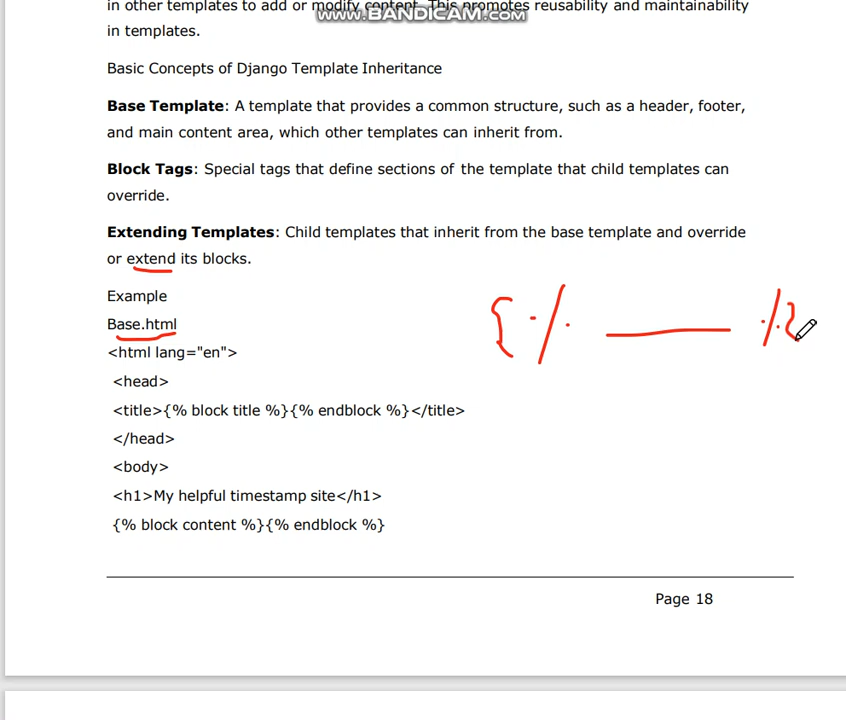 in other templates to add or modify content. This promotes reusability and maintainability
www.BANDICAM.com
in templates.
Basic Concepts of Django Template Inheritance
Base Template: A template that provides a common structure, such as a header, footer,
and main content area, which other templates can inherit from.
Block Tags: Special tags that define sections of the template that child templates can
override.
Extending Templates: Child templates that inherit from the base template and override
or extend its blocks.
Example
Base.html
{% %}
<html lang="en">
<head>
<title>{% block title %}{% endblock %}</title>
</head>
<body>
<h1>My helpful timestamp site</h1>
{% block content %}{% endblock %}
Page 18